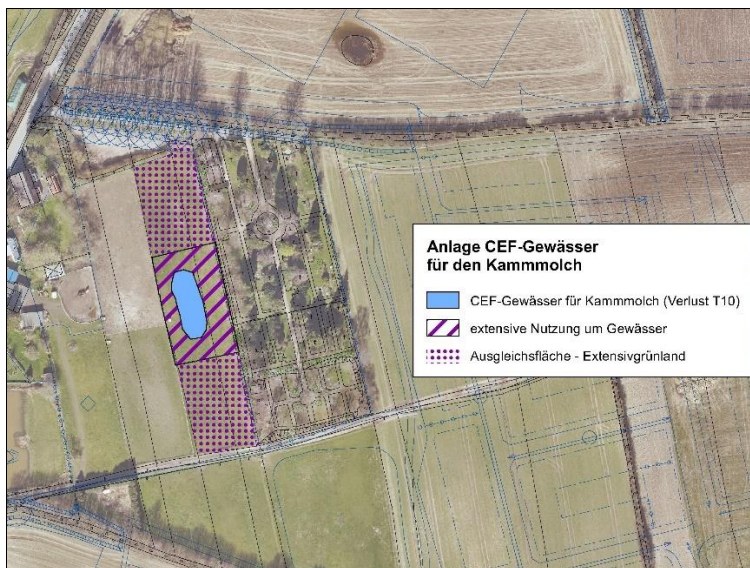 Anlage CEF-Gewässer
für den Kammmolch
CEF-Gewässer für Kammmolch (Verlust T10)
extensive Nutzung um Gewässer
Ausgleichsfläche - Extensivgrünland